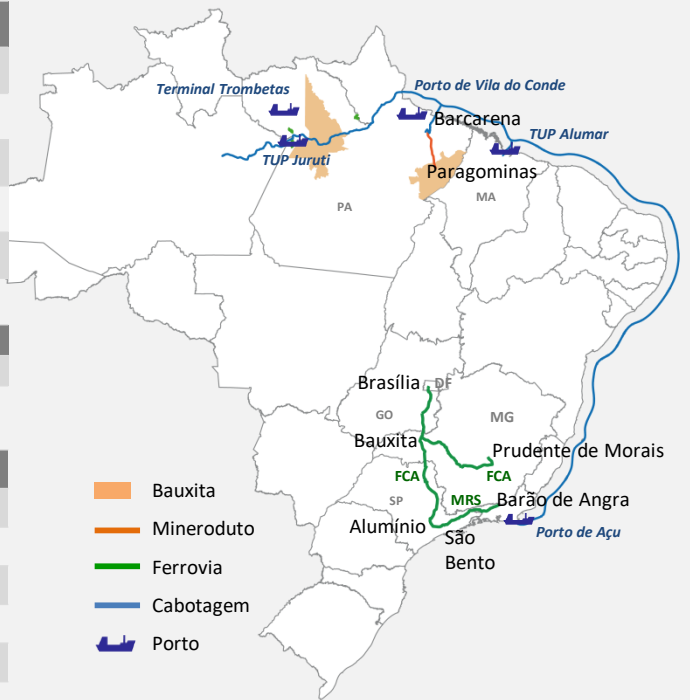 Terminal Trombetas
Porto de Vila do Conde
Barcarena
TUP Alumar
TUP Juruti
Paragominas
PA
MA
Brasília
DF
GO
MG
Bauxita
Prudente de Morais
FCA
FCA
SP
MRS
Barão de Angra
Alumínio
São
Bento
Porto de Açu
Bauxita
Mineroduto
Ferrovia
Cabotagem
Porto